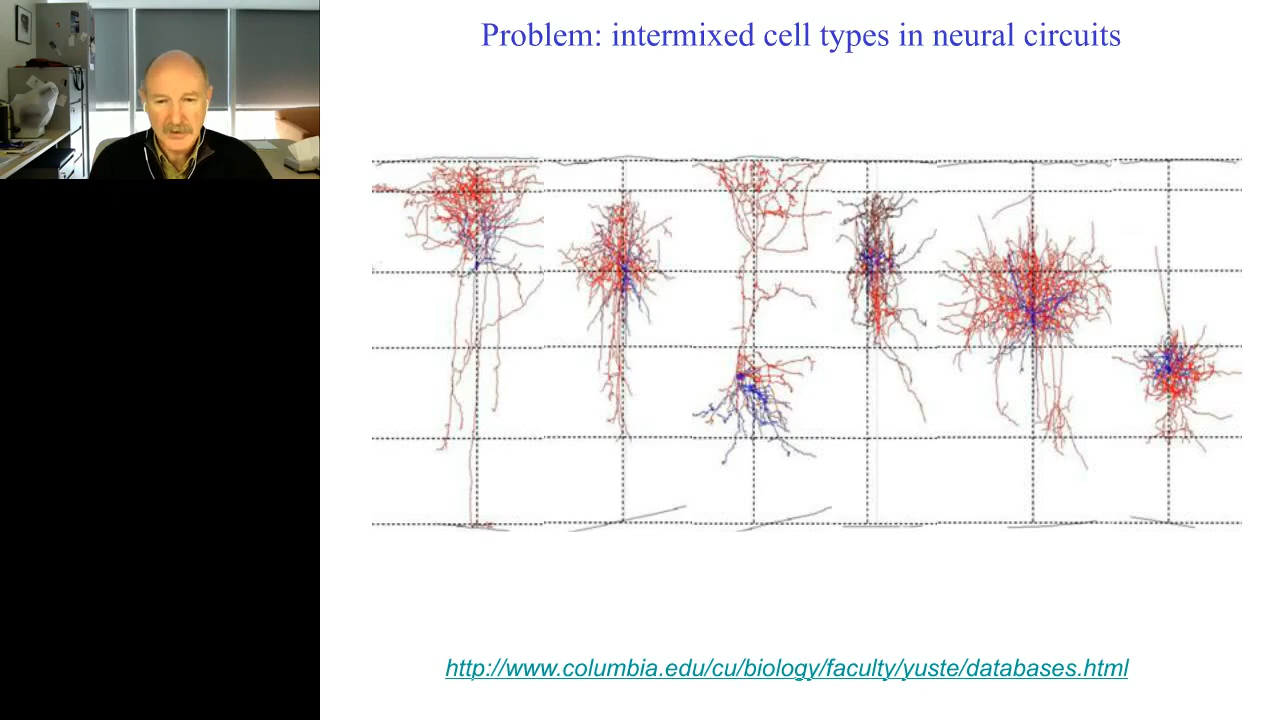 Problem: intermixed cell types in neural circuits
http://www.columbia.edu/cu/biology/faculty/yuste/databases.html